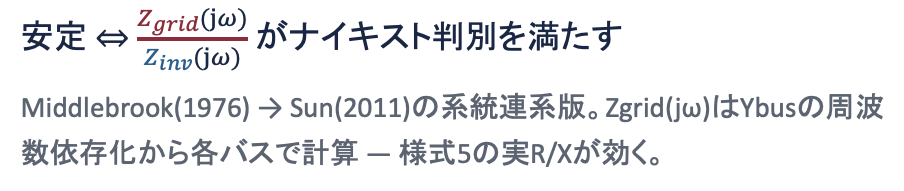 安定 ⇔ Zgrid(jω)/Zinv(jω) がナイキスト判別を満たす
Middlebrook(1976) → Sun(2011)の系統連系版。Zgrid(jω)はYbusの周波
数依存化から各バスで計算 — 様式5の実R/Xが効く。